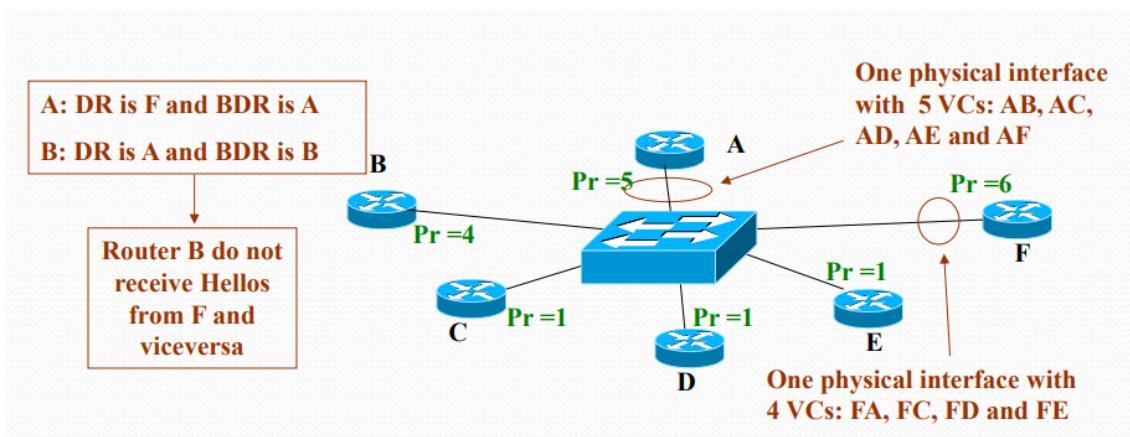 A: DR is F and BDR is A
B: DR is A and BDR is B
Router B do not
receive Hellos
from F and
viceversa
One physical interface
with 5 VCs: AB, AC,
AD, AE and AF
A
Pr =5
B
Pr =4
Pr =6
F
C
Pr =1
D
Pr =1
Pr =1
E
One physical interface with
4 VCs: FA, FC, FD and FE